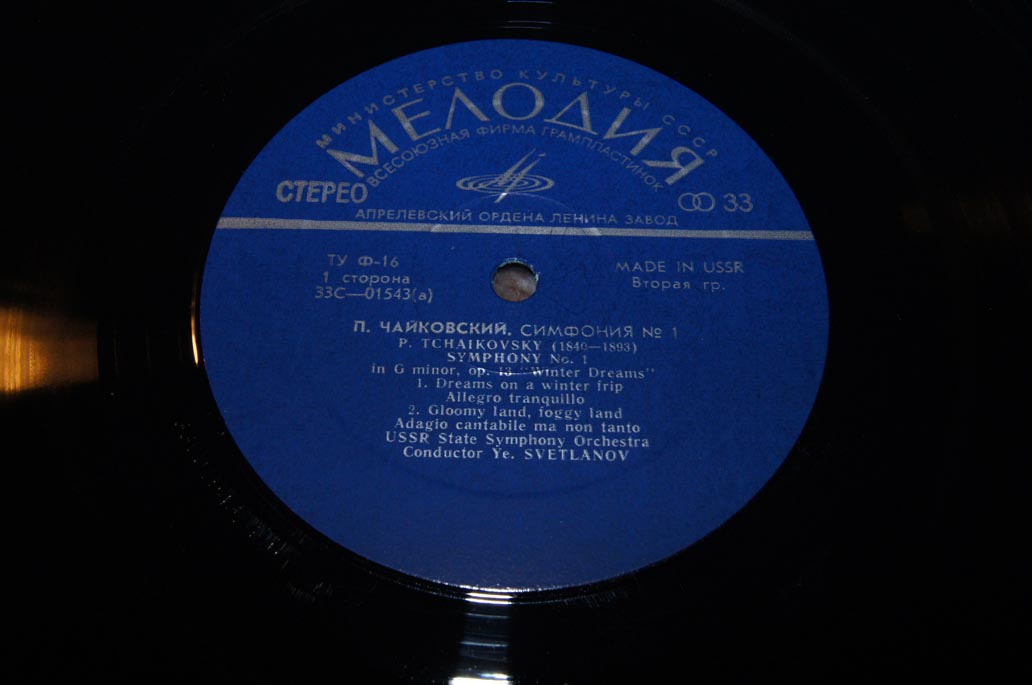 МИНИСТЕРСТВО КУЛЬТУРЫ СССР
МЕЛОДИЯ
ВСЕСОЮЗНАЯ ФИРМА ГРАМПЛАСТИНОК
СТЕРЕО
33
АПРЕЛЕВСКИЙ ОРДЕНА ЛЕНИНА ЗАВОД
ТУ Ф-16
1 сторона
33С—01543(а)
MADE IN USSR
Вторая гр.
П. ЧАЙКОВСКИЙ. СИМФОНИЯ № 1
P. TCHAIKOVSKY (1840—1893)
SYMPHONY No. 1
in G minor, op. 13 "Winter Dreams"
1. Dreams on a winter frip
Allegro tranquillo
2. Gloomy land, foggy land
Adagio cantabile ma non tanto
USSR State Symphony Orchestra
Conductor Ye. SVETLANOV